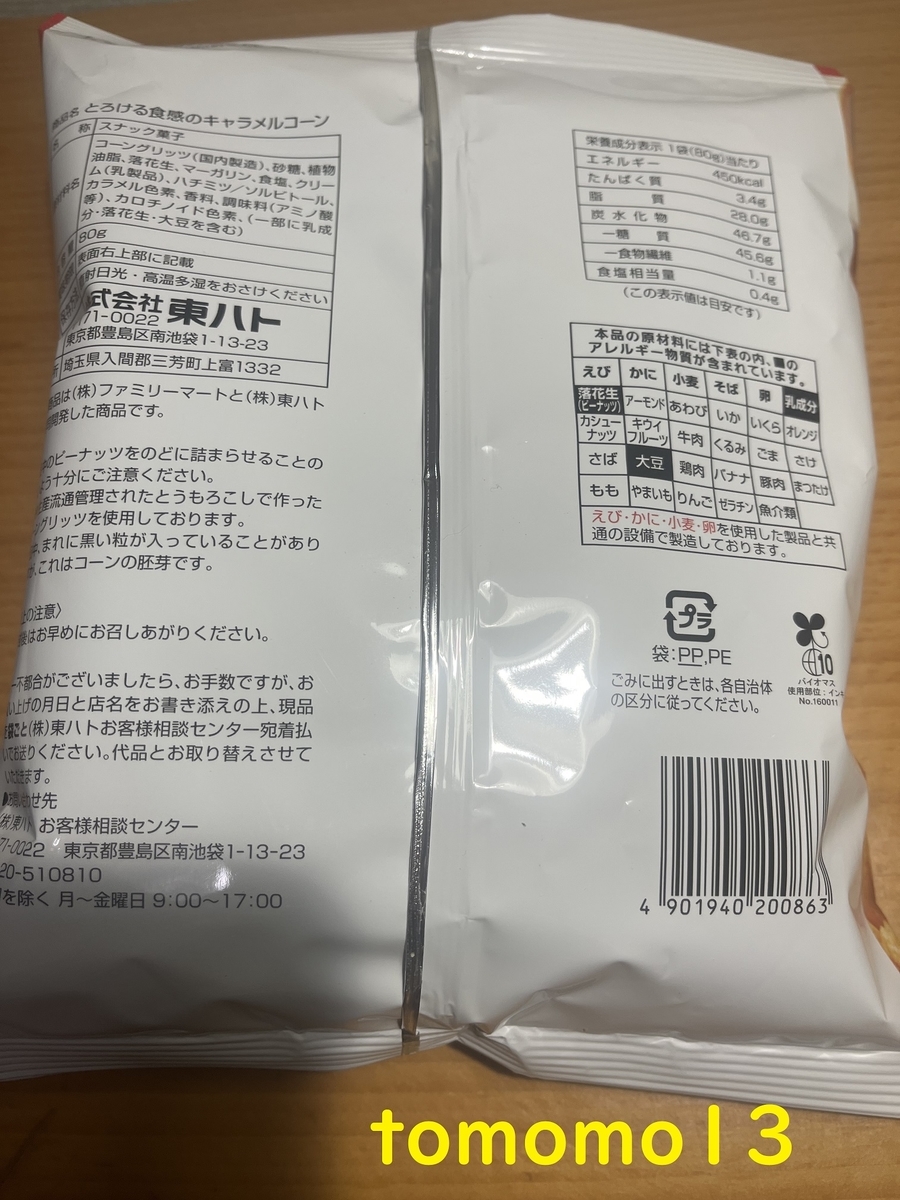 とろける食感のキャラメルコーン
称 スナック菓子
コーングリッツ(国内製造)、砂糖、植物
油脂、落花生、マーガリン、食塩、クリー
ム(乳製品)、ハチミツ/ソルビトール、
カラメル色素、香料、調味料(アミノ酸
等)、カロチノイド色素、(一部に乳成
分・落花生・大豆を含む)
80g
表面右上部に記載
射日光・高温多湿をおさけください
式会社 東ハト
71-0022
東京都豊島区南池袋1-13-23
埼玉県入間郡三芳町上富1332
品は(株)ファミリーマートと(株)東ハト
開発した商品です。
のピーナッツをのどに詰まらせることの
う十分にご注意ください。
産流通管理されたとうもろこしで作った
ングリッツを使用しております。
まれに黒い粒が入っていることがあり
これはコーンの胚芽です。
の注意〉
後はお早めにお召しあがりください。
一不都合がございましたら、お手数ですが、お
い上げの月日と店名をお書き添えの上、現品
を袋ごと(株)東ハトお客様相談センター宛着払
いでお送りください。代品とお取り替えさせて
いただきます。
●お問い合わせ先
(株)東ハト お客様相談センター
71-0022 東京都豊島区南池袋1-13-23
20-510810
を除く 月〜金曜日 9:00〜17:00
栄養成分表示 1袋(80g)当たり
エネルギー 450kcal
たんぱく質 3.4g
脂質 28.0g
炭水化物 46.7g
―糖質 45.6g
―食物繊維 1.1g
食塩相当量 0.4g
(この表示値は目安です)
本品の原材料には下表の内、■の
アレルギー物質が含まれています。
えび かに 小麦 そば 卵 乳成分
落花生(ピーナッツ) アーモンド あわび いか いくら オレンジ
カシューナッツ キウイフルーツ 牛肉 くるみ ごま さけ
さば 大豆 鶏肉 バナナ 豚肉 まつたけ
もも やまいも りんご ゼラチン 魚介類
えび・かに・小麦・卵を使用した製品と共
通の設備で製造しております。
プラ
袋:PP,PE
ごみに出すときは、各自治体
の区分に従ってください。
10
バイオマス
使用部位:インキ
No.160011
4 901940 200863
tomomo13